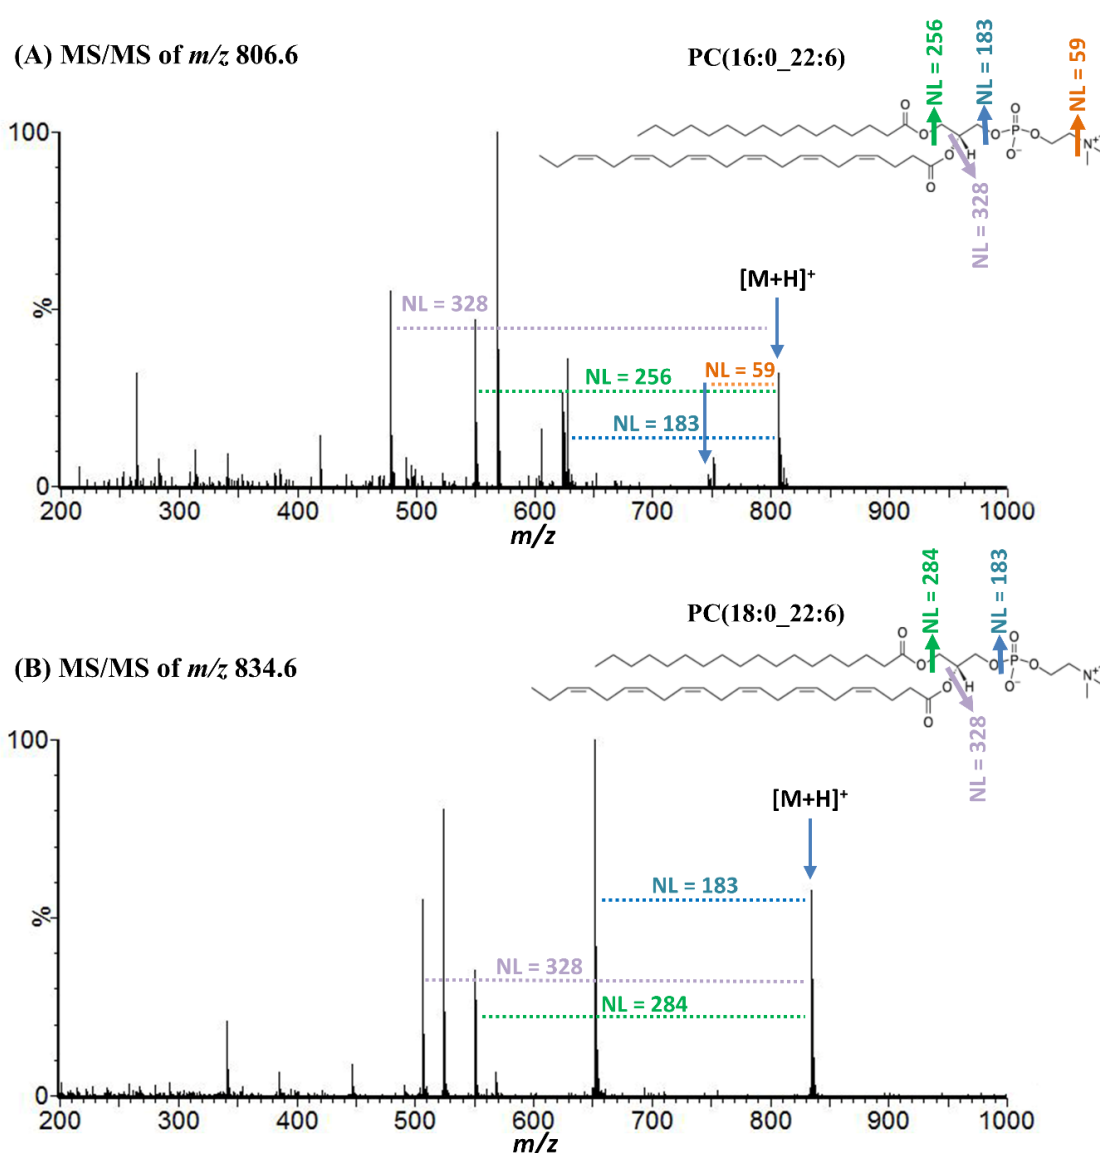 (A) MS/MS of m/z 806.6
PC(16:0_22:6)
NL = 256
NL = 183
NL = 59
NL = 328
O
O
O
O
P
O
O
O⁻
N⁺
H
O
100
%
0
[M+H]⁺
NL = 328
NL = 256
NL = 59
NL = 183
200 300 400 500 600 700 800 900 1000
m/z
(B) MS/MS of m/z 834.6
PC(18:0_22:6)
NL = 284
NL = 183
NL = 328
O
O
O
O
P
O
O
O⁻
N⁺
H
O
100
%
0
[M+H]⁺
NL = 183
NL = 328
NL = 284
200 300 400 500 600 700 800 900 1000
m/z